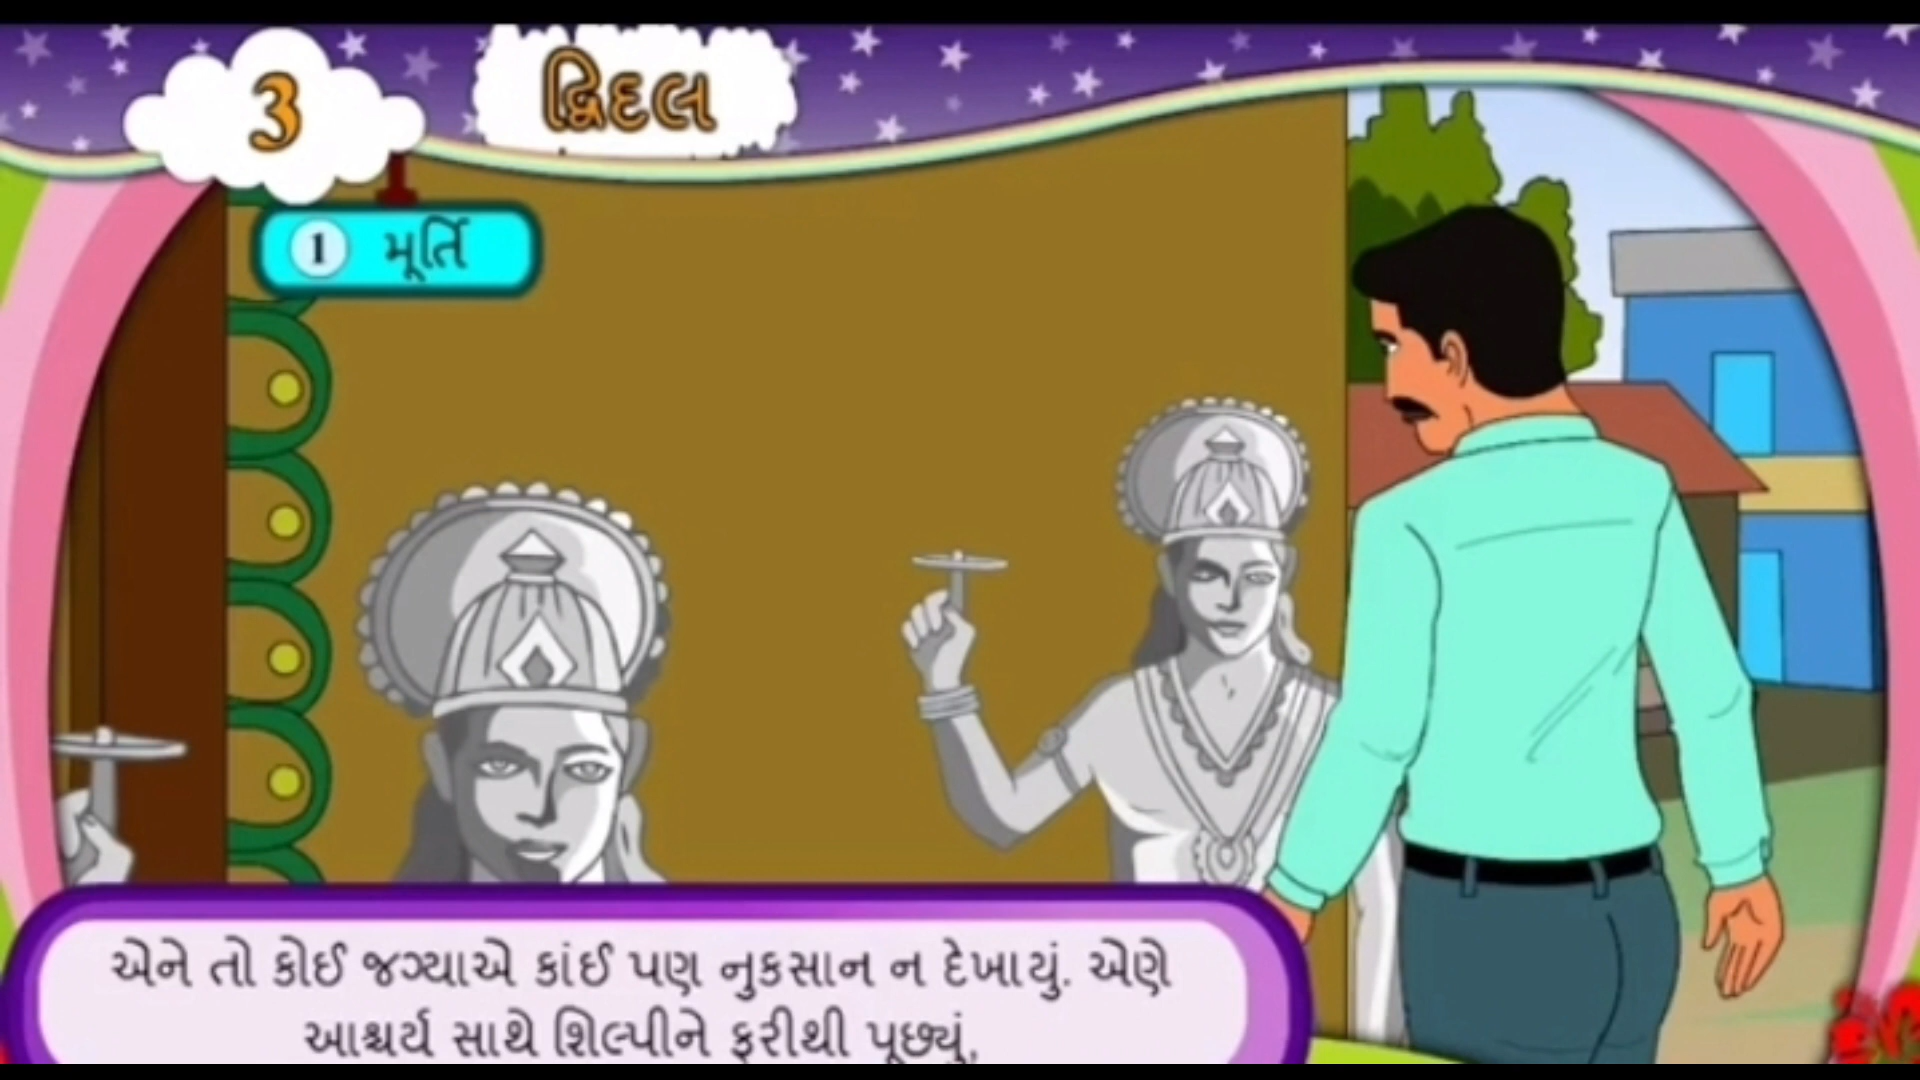 3
દ્વિદલ
1 મૂર્તિ
એને તો કોઈ જગ્યાએ કાંઈ પણ નુકસાન ન દેખાયું. એણે
આશ્ચર્ય સાથે શિલ્પીને ફરીથી પૂછ્યું,